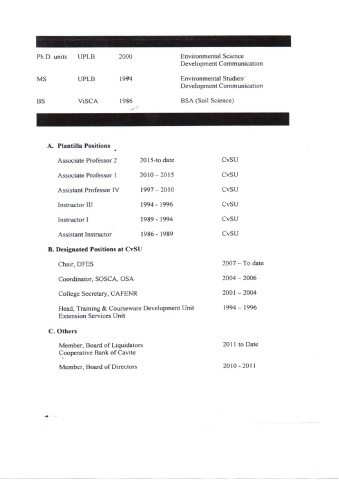 Ph.D. units UPLB 2000 Environmental Science
Development Communication
MS UPLB 1994 Environmental Studies/
Development Communication
BS ViSCA 1986 BSA (Soil Science)
A. Plantilla Positions
Associate Professor 2 2015-to date CvSU
Associate Professor 1 2010 – 2015 CvSU
Assistant Professor IV 1997 – 2010 CvSU
Instructor III 1994 - 1996 CvSU
Instructor I 1989 - 1994 CvSU
Assistant Instructor 1986 - 1989 CvSU
B. Designated Positions at CvSU
Chair, DFES 2007 – To date
Coordinator, SOSCA, OSA 2004 – 2006
College Secretary, CAFENR 2001 – 2004
Head, Training & Courseware Development Unit 1994 – 1996
Extension Services Unit
C. Others
Member, Board of Liquidators 2011 to Date
Cooperative Bank of Cavite
Member, Board of Directors 2010 - 2011